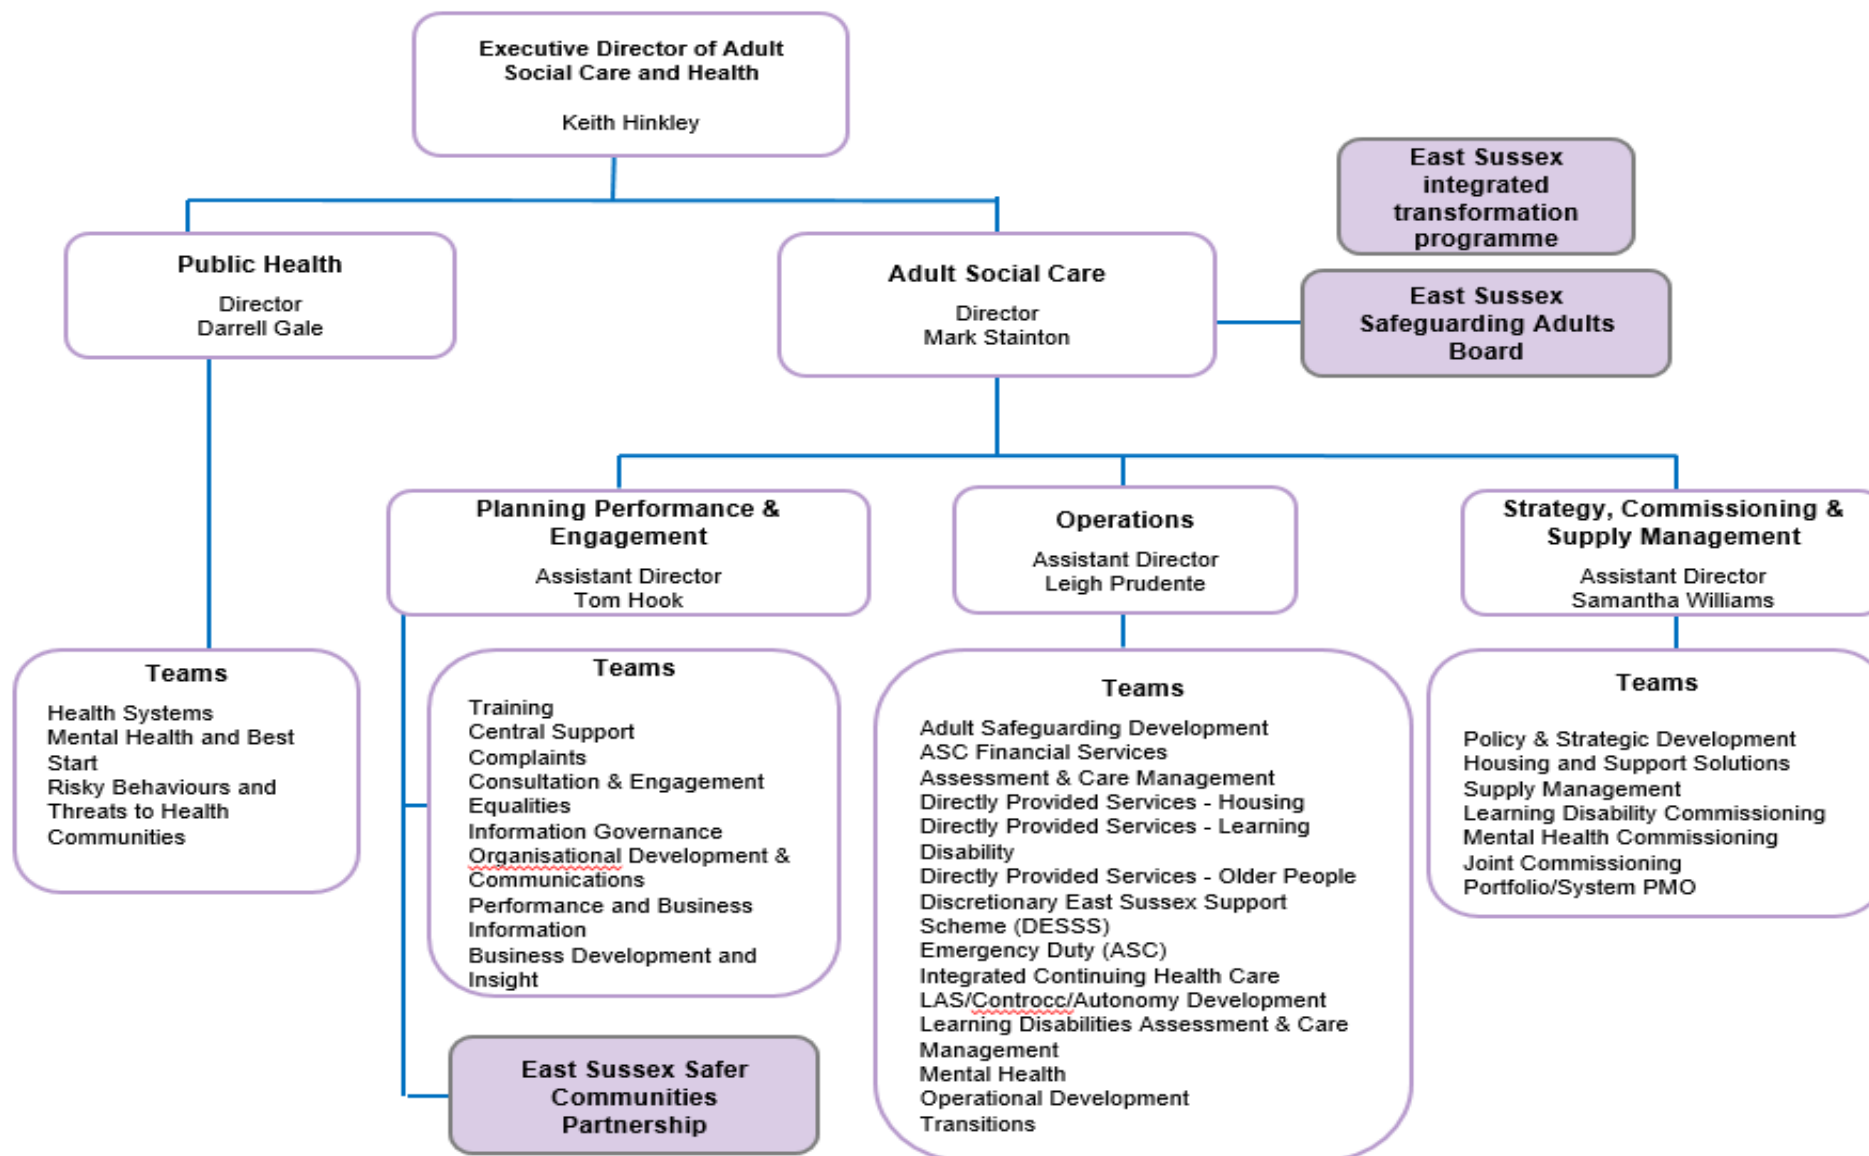 Executive Director of Adult
Social Care and Health
Keith Hinkley
East Sussex
integrated
transformation
programme
Public Health
Director
Darrell Gale
Adult Social Care
Director
Mark Stainton
East Sussex
Safeguarding Adults
Board
Planning Performance &
Engagement
Assistant Director
Tom Hook
Operations
Assistant Director
Leigh Prudente
Strategy, Commissioning &
Supply Management
Assistant Director
Samantha Williams
Teams
Health Systems
Mental Health and Best
Start
Risky Behaviours and
Threats to Health
Communities
Teams
Training
Central Support
Complaints
Consultation & Engagement
Equalities
Information Governance
Organisational Development &
Communications
Performance and Business
Information
Business Development and
Insight
East Sussex Safer
Communities
Partnership
Teams
Adult Safeguarding Development
ASC Financial Services
Assessment & Care Management
Directly Provided Services - Housing
Directly Provided Services - Learning
Disability
Directly Provided Services - Older People
Discretionary East Sussex Support
Scheme (DESSS)
Emergency Duty (ASC)
Integrated Continuing Health Care
LAS/Controcc/Autonomy Development
Learning Disabilities Assessment & Care
Management
Mental Health
Operational Development
Transitions
Teams
Policy & Strategic Development
Housing and Support Solutions
Supply Management
Learning Disability Commissioning
Mental Health Commissioning
Joint Commissioning
Portfolio/System PMO